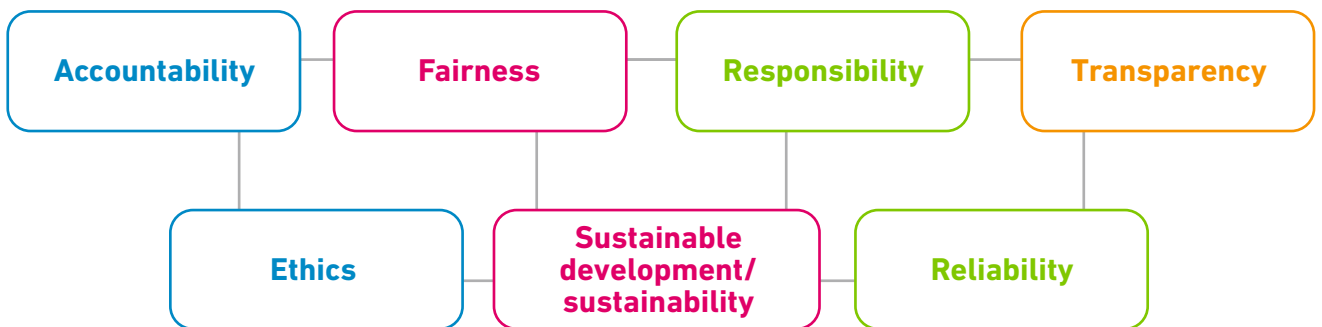 Accountability
Fairness
Responsibility
Transparency
Ethics
Sustainable
development/
sustainability
Reliability